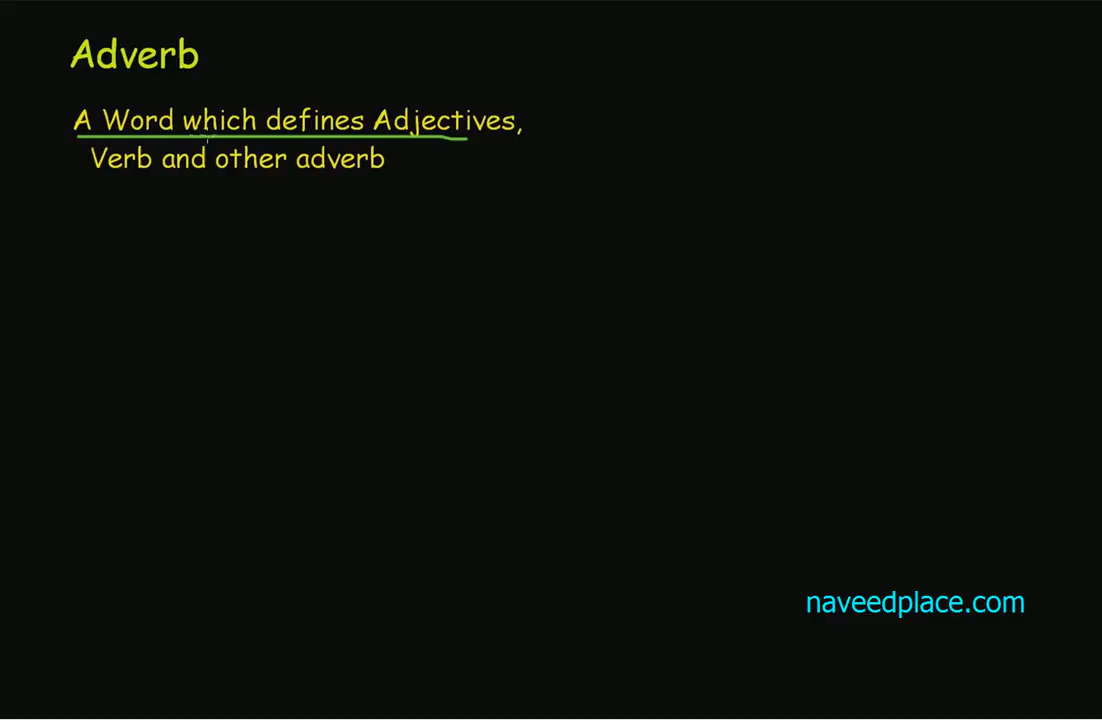 Adverb
A Word which defines Adjectives,
Verb and other adverb
naveedplace.com